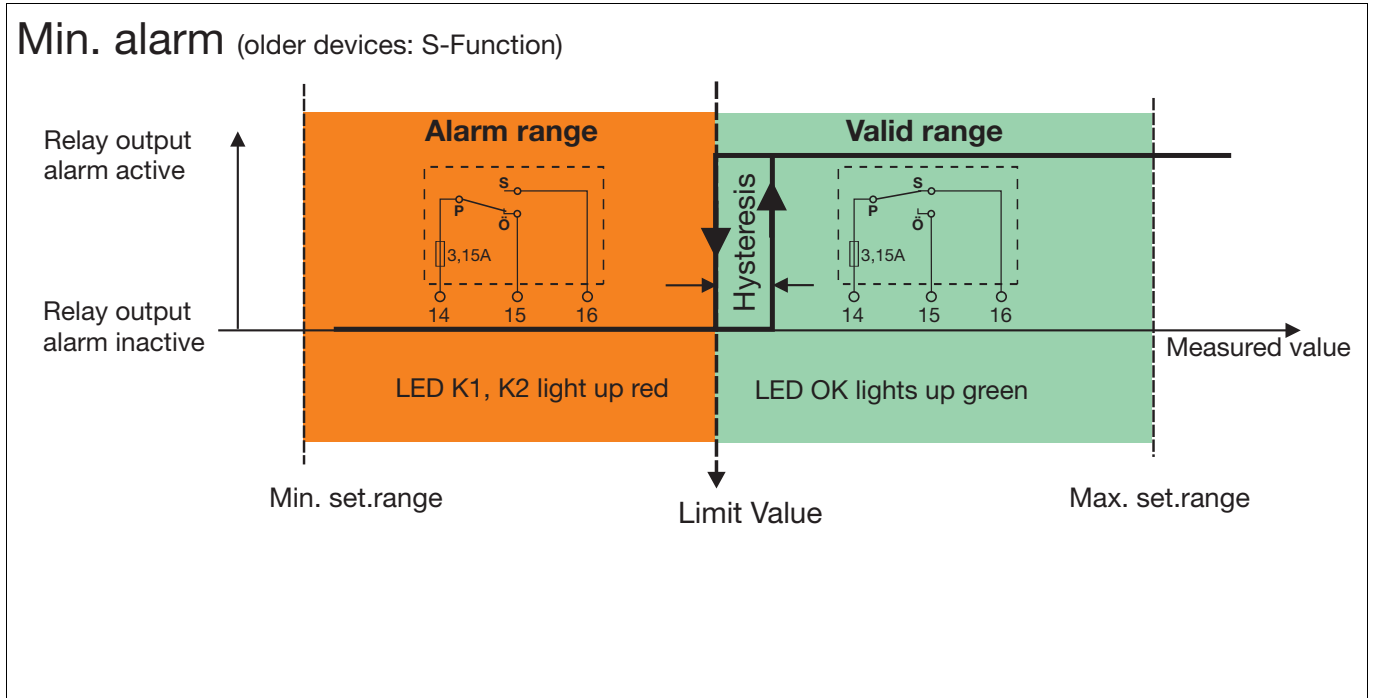 Min. alarm (older devices: S-Function)
Relay output
alarm active
Alarm range
Valid range
S
P
Ö
3,15A
14 15 16
Hysteresis
S
P
Ö
3,15A
14 15 16
Relay output
alarm inactive
Measured value
LED K1, K2 light up red
LED OK lights up green
Min. set.range
Limit Value
Max. set.range